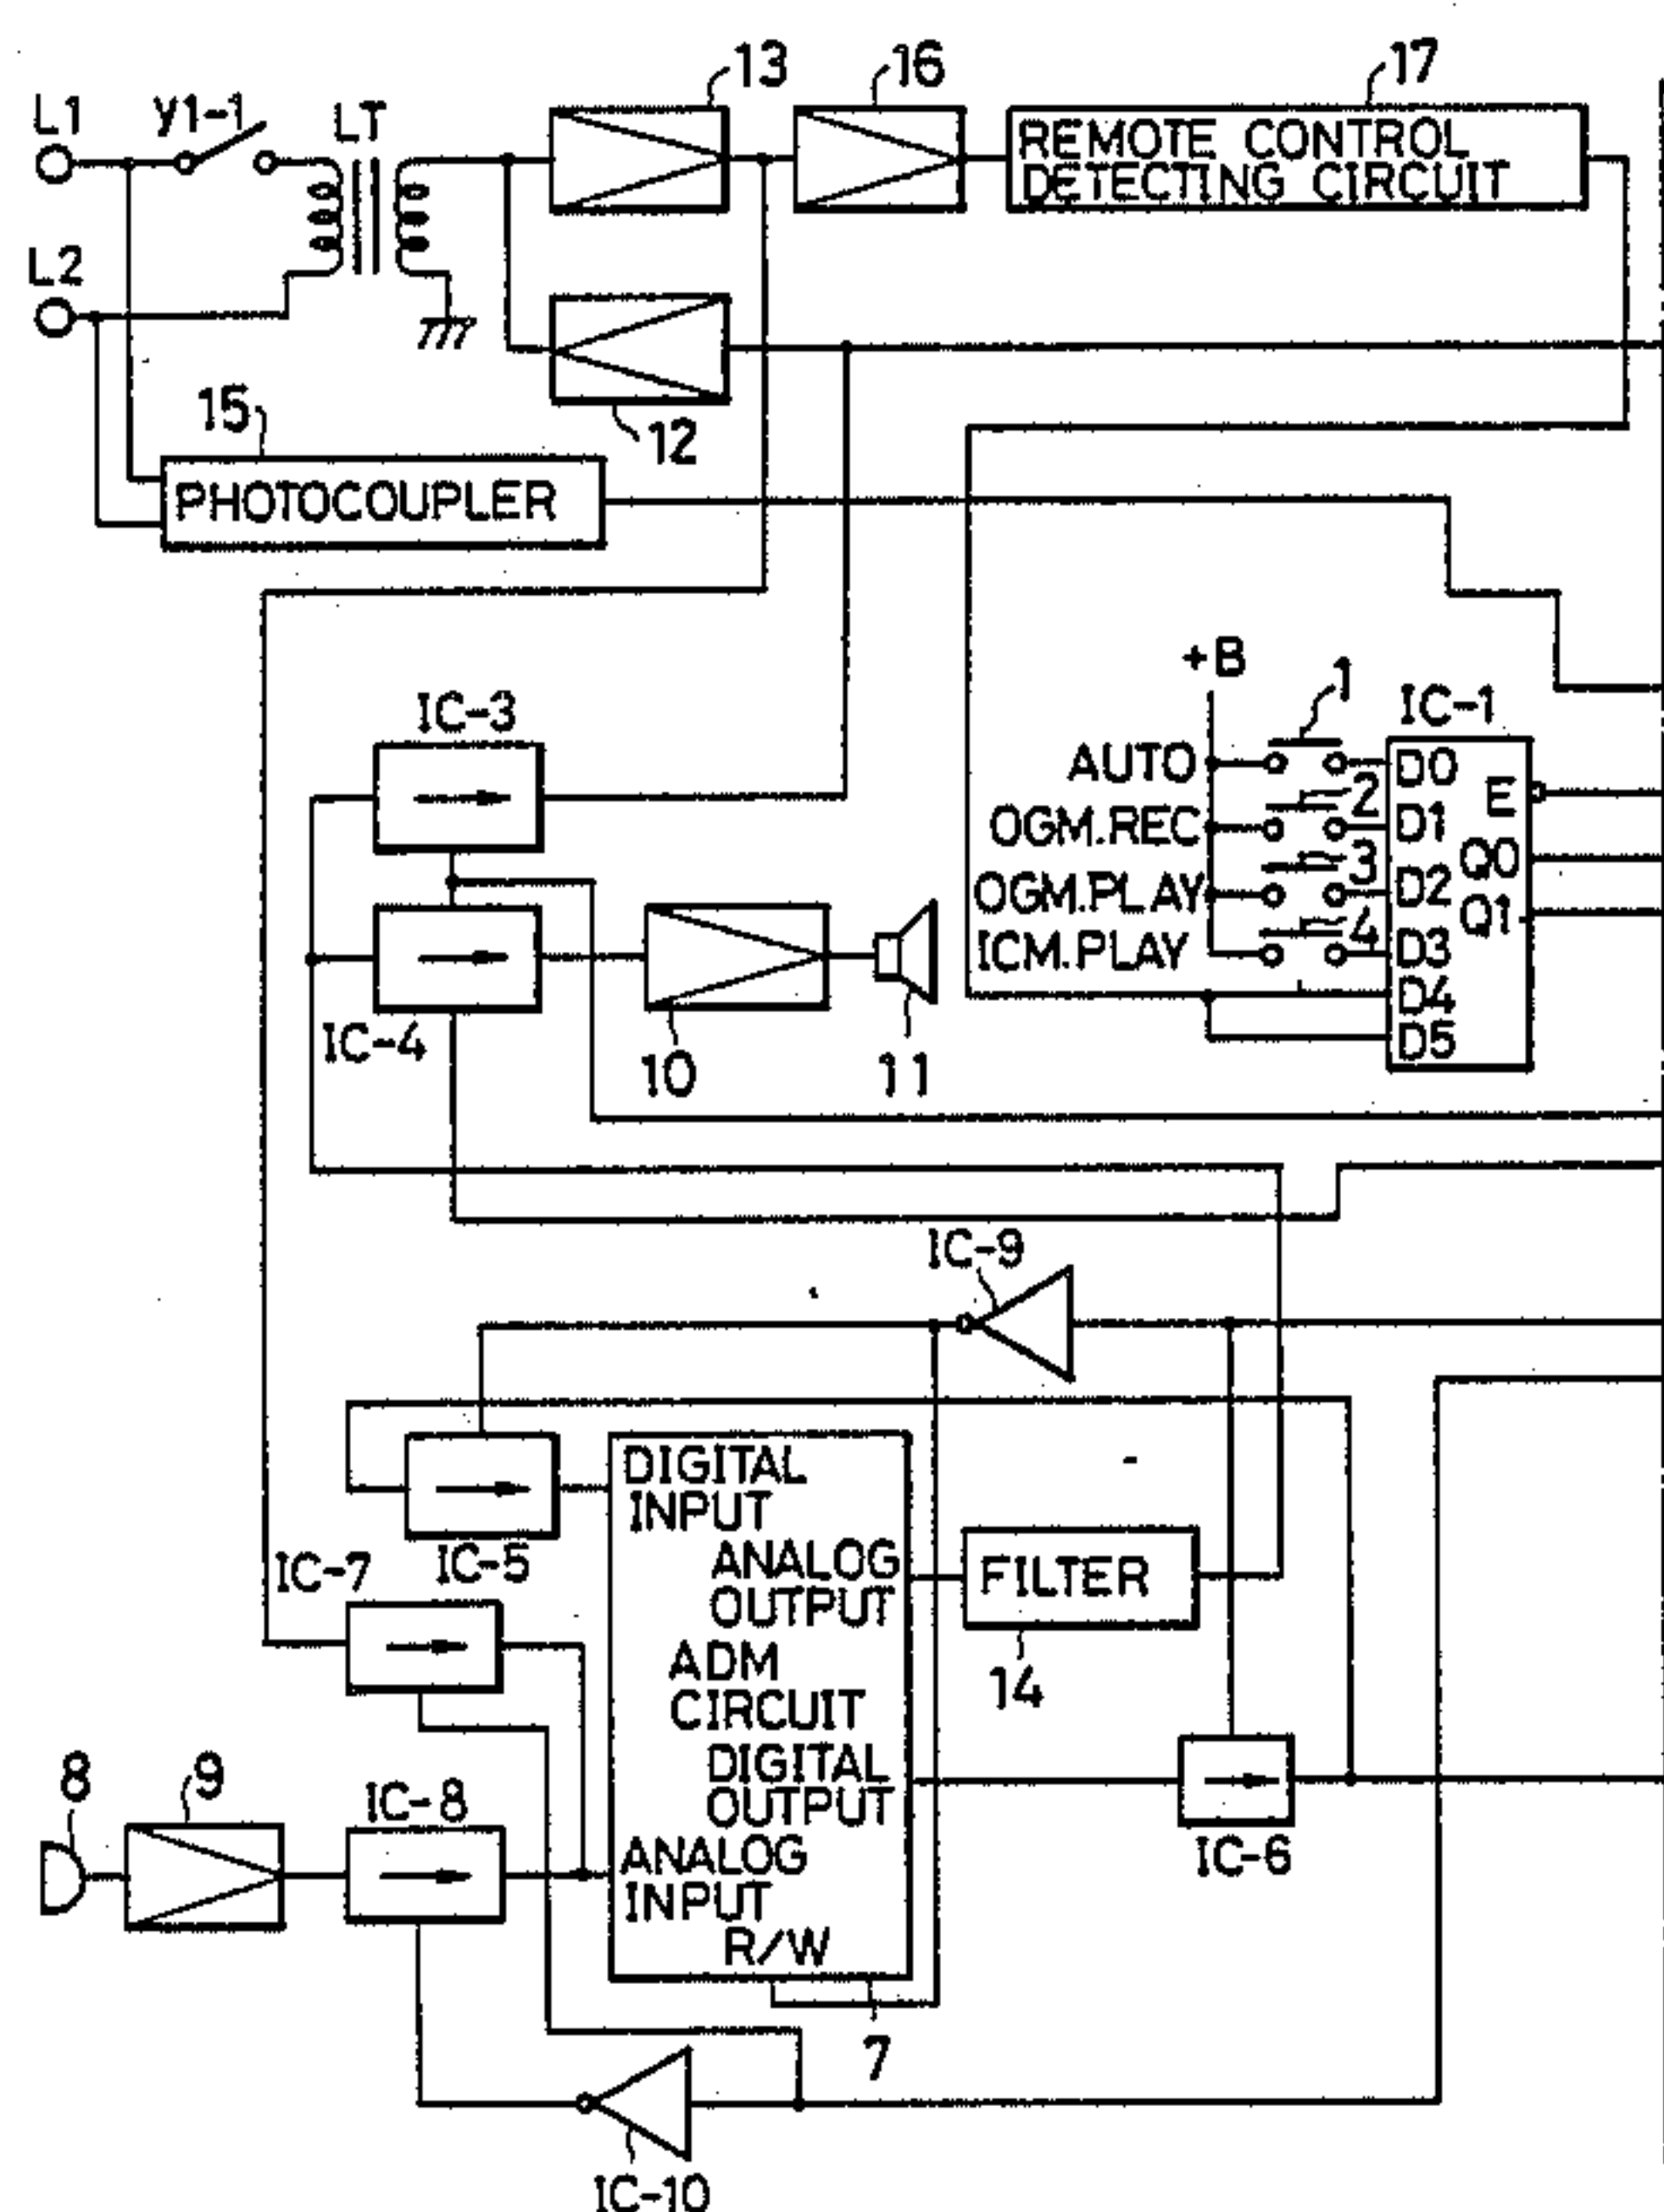 13
16
17
L1
y1-1
LT
REMOTE CONTROL
DETECTING CIRCUIT
L2
15
12
PHOTOCOUPLER
+B
1
IC-1
IC-3
AUTO
D0
E
2
OGM.REC
D1
Q0
3
OGM.PLAY
D2
Q1
4
ICM.PLAY
D3
D4
D5
IC-4
10
11
IC-9
DIGITAL
INPUT
IC-5
IC-7
ANALOG
OUTPUT
FILTER
14
ADM
CIRCUIT
8
9
IC-8
DIGITAL
OUTPUT
IC-6
ANALOG
INPUT
R/W
7
IC-10